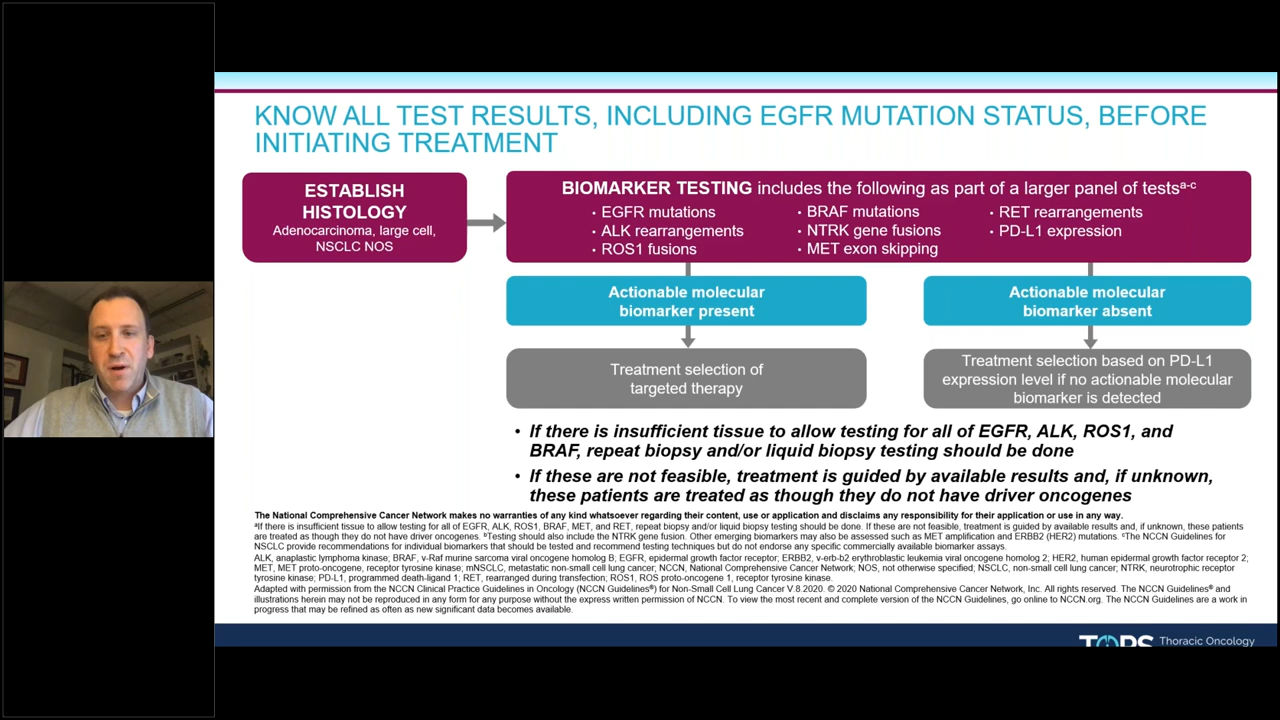 KNOW ALL TEST RESULTS, INCLUDING EGFR MUTATION STATUS, BEFORE
INITIATING TREATMENT
ESTABLISH
HISTOLOGY
Adenocarcinoma, large cell,
NSCLC NOS
BIOMARKER TESTING includes the following as part of a larger panel of testsa-c
• EGFR mutations
• ALK rearrangements
• ROS1 fusions
• BRAF mutations
• NTRK gene fusions
• MET exon skipping
• RET rearrangements
• PD-L1 expression
Actionable molecular
biomarker present
Treatment selection of
targeted therapy
Actionable molecular
biomarker absent
Treatment selection based on PD-L1
expression level if no actionable molecular
biomarker is detected
• If there is insufficient tissue to allow testing for all of EGFR, ALK, ROS1, and
BRAF, repeat biopsy and/or liquid biopsy testing should be done
• If these are not feasible, treatment is guided by available results and, if unknown,
these patients are treated as though they do not have driver oncogenes
The National Comprehensive Cancer Network makes no warranties of any kind whatsoever regarding their content, use or application and disclaims any responsibility for their application or use in any way.
aIf there is insufficient tissue to allow testing for all of EGFR, ALK, ROS1, BRAF, MET, and RET, repeat biopsy and/or liquid biopsy testing should be done. If these are not feasible, treatment is guided by available results and, if unknown, these patients
are treated as though they do not have driver oncogenes. bTesting should also include the NTRK gene fusion. Other emerging biomarkers may also be assessed such as MET amplification and ERBB2 (HER2) mutations. cThe NCCN Guidelines for
NSCLC provide recommendations for individual biomarkers that should be tested and recommend testing techniques but do not endorse any specific commercially available biomarker assays.
ALK, anaplastic lymphoma kinase; BRAF, v-Raf murine sarcoma viral oncogene homolog B; EGFR, epidermal growth factor receptor; ERBB2, v-erb-b2 erythroblastic leukemia viral oncogene homolog 2; HER2, human epidermal growth factor receptor 2;
MET, MET proto-oncogene, receptor tyrosine kinase; mNSCLC, metastatic non-small cell lung cancer; NCCN, National Comprehensive Cancer Network; NOS, not otherwise specified; NSCLC, non-small cell lung cancer; NTRK, neurotrophic receptor
tyrosine kinase; PD-L1, programmed death-ligand 1; RET, rearranged during transfection; ROS1, ROS proto-oncogene 1, receptor tyrosine kinase.
Adapted with permission from the NCCN Clinical Practice Guidelines in Oncology (NCCN Guidelines®) for Non-Small Cell Lung Cancer V.8.2020. © 2020 National Comprehensive Cancer Network, Inc. All rights reserved. The NCCN Guidelines® and
illustrations herein may not be reproduced in any form for any purpose without the express written permission of NCCN. To view the most recent and complete version of the NCCN Guidelines, go online to NCCN.org. The NCCN Guidelines are a work in
progress that may be refined as often as new significant data becomes available.
TOPS Thoracic Oncology